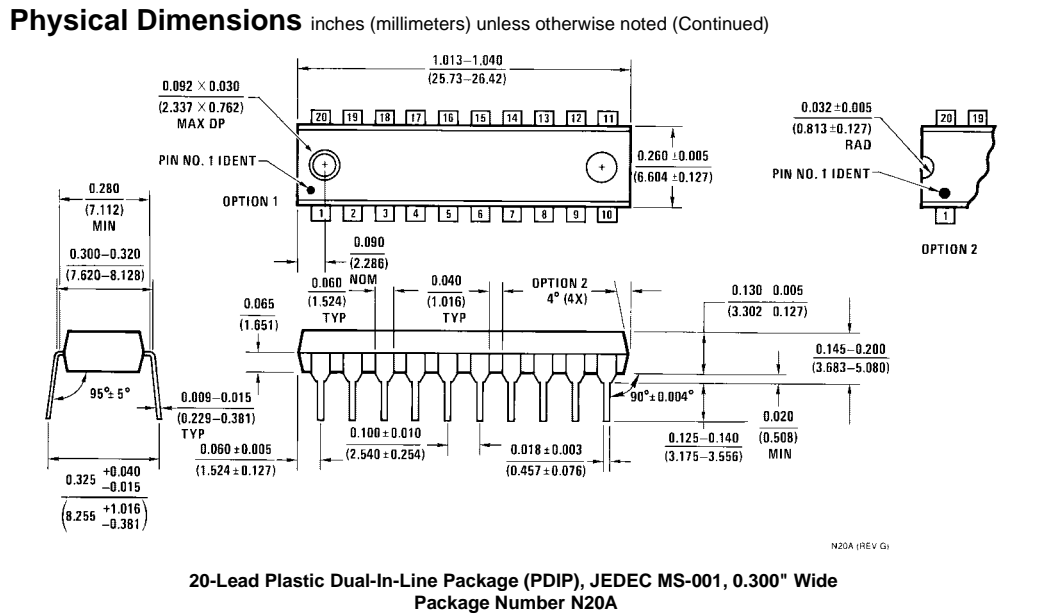 Physical Dimensions inches (millimeters) unless otherwise noted (Continued)
1.013–1.040
(25.73–26.42)
0.092 × 0.030
(2.337 × 0.762)
MAX DP
20 19 18 17 16 15 14 13 12 11
PIN NO. 1 IDENT
OPTION 1
0.260 ±0.005
(6.604 ±0.127)
1 2 3 4 5 6 7 8 9 10
0.032 ±0.005
(0.813 ±0.127)
RAD
20 19
PIN NO. 1 IDENT
1
OPTION 2
0.280
(7.112)
MIN
0.300–0.320
(7.620–8.128)
0.090
(2.286)
NOM
0.060
(1.524)
TYP
0.040
(1.016)
TYP
OPTION 2
4° (4X)
0.065
(1.651)
0.130 0.005
(3.302 0.127)
0.145–0.200
(3.683–5.080)
95°± 5°
0.009–0.015
(0.229–0.381)
TYP
90°± 0.004°
0.020
(0.508)
MIN
0.125–0.140
(3.175–3.556)
0.100 ± 0.010
(2.540 ± 0.254)
0.018 ± 0.003
(0.457 ± 0.076)
0.060 ±0.005
(1.524 ± 0.127)
0.325 +0.040
–0.015
(8.255 +1.016
–0.381)
N20A (REV G)
20-Lead Plastic Dual-In-Line Package (PDIP), JEDEC MS-001, 0.300" Wide
Package Number N20A